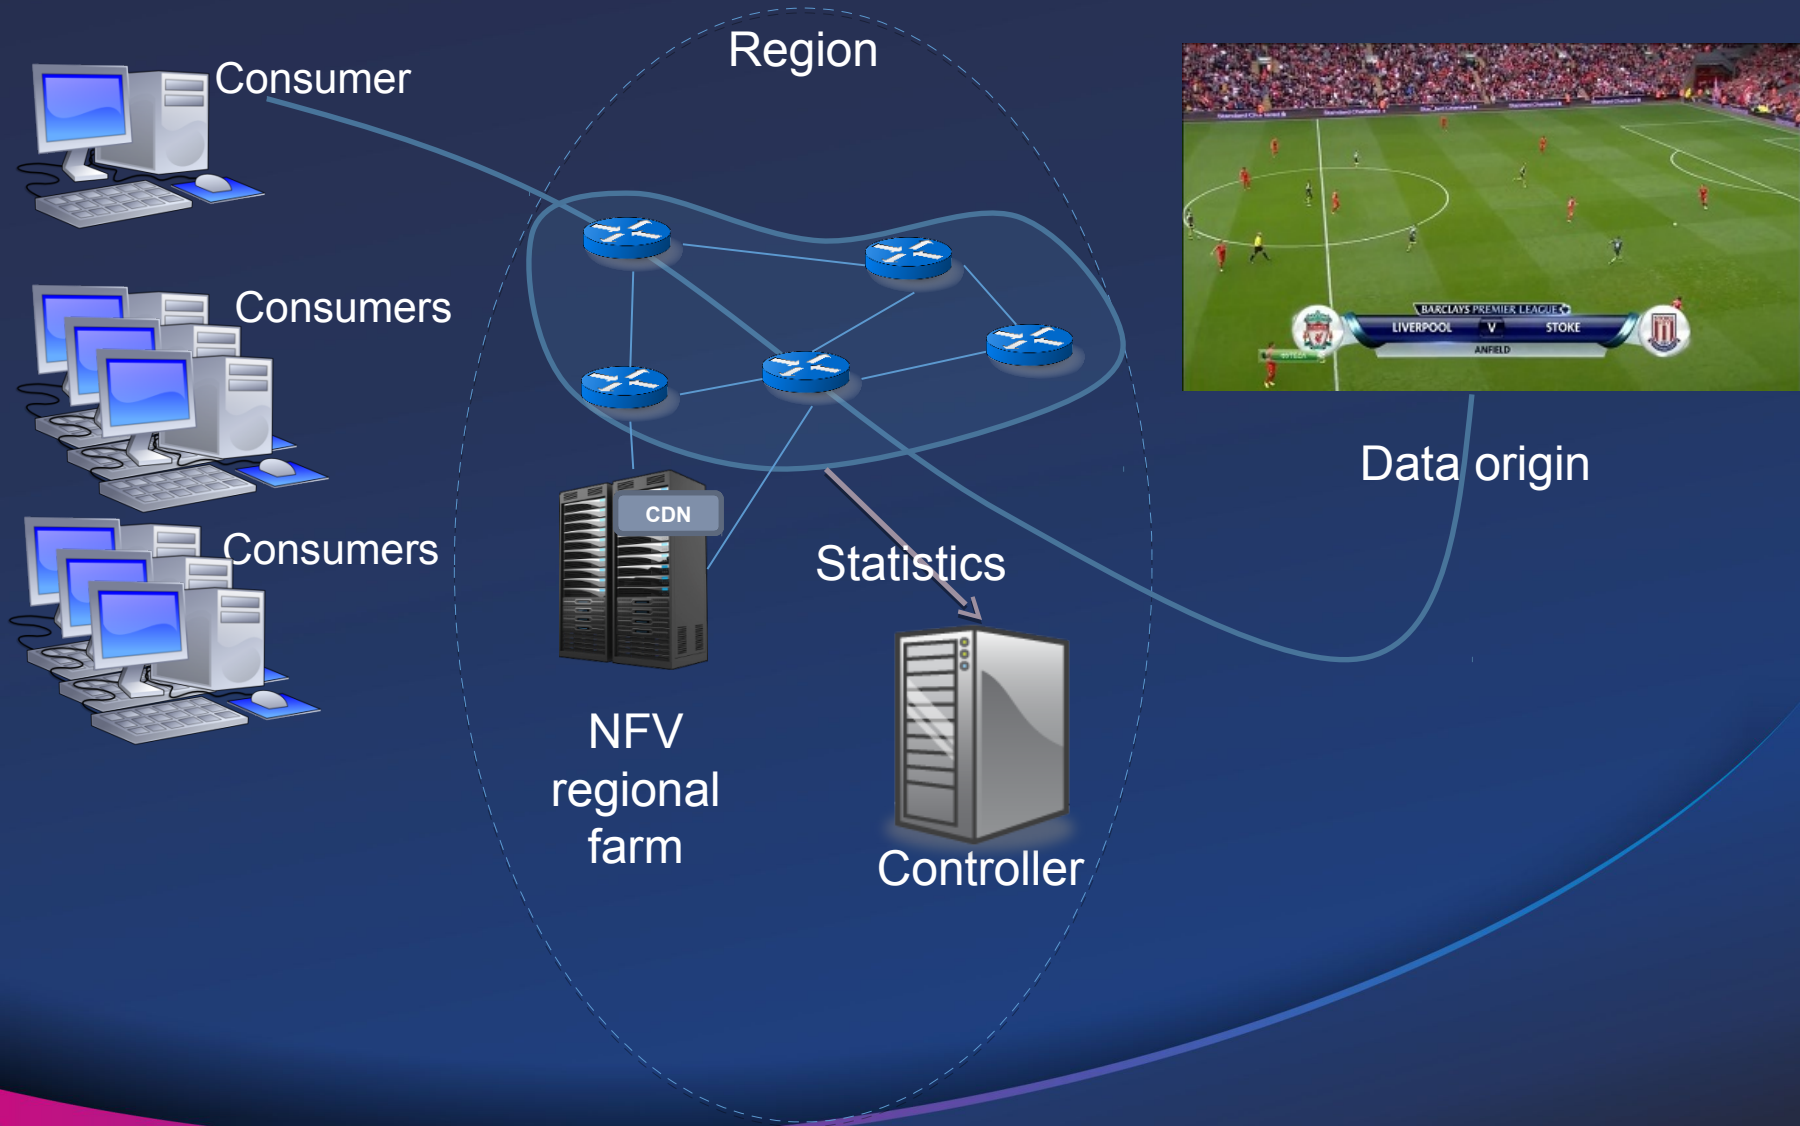 Region
Consumer
Consumers
Consumers
BARCLAYS PREMIER LEAGUE
LIVERPOOL V STOKE
ANFIELD
Data origin
CDN
Statistics
NFV
regional
farm
Controller